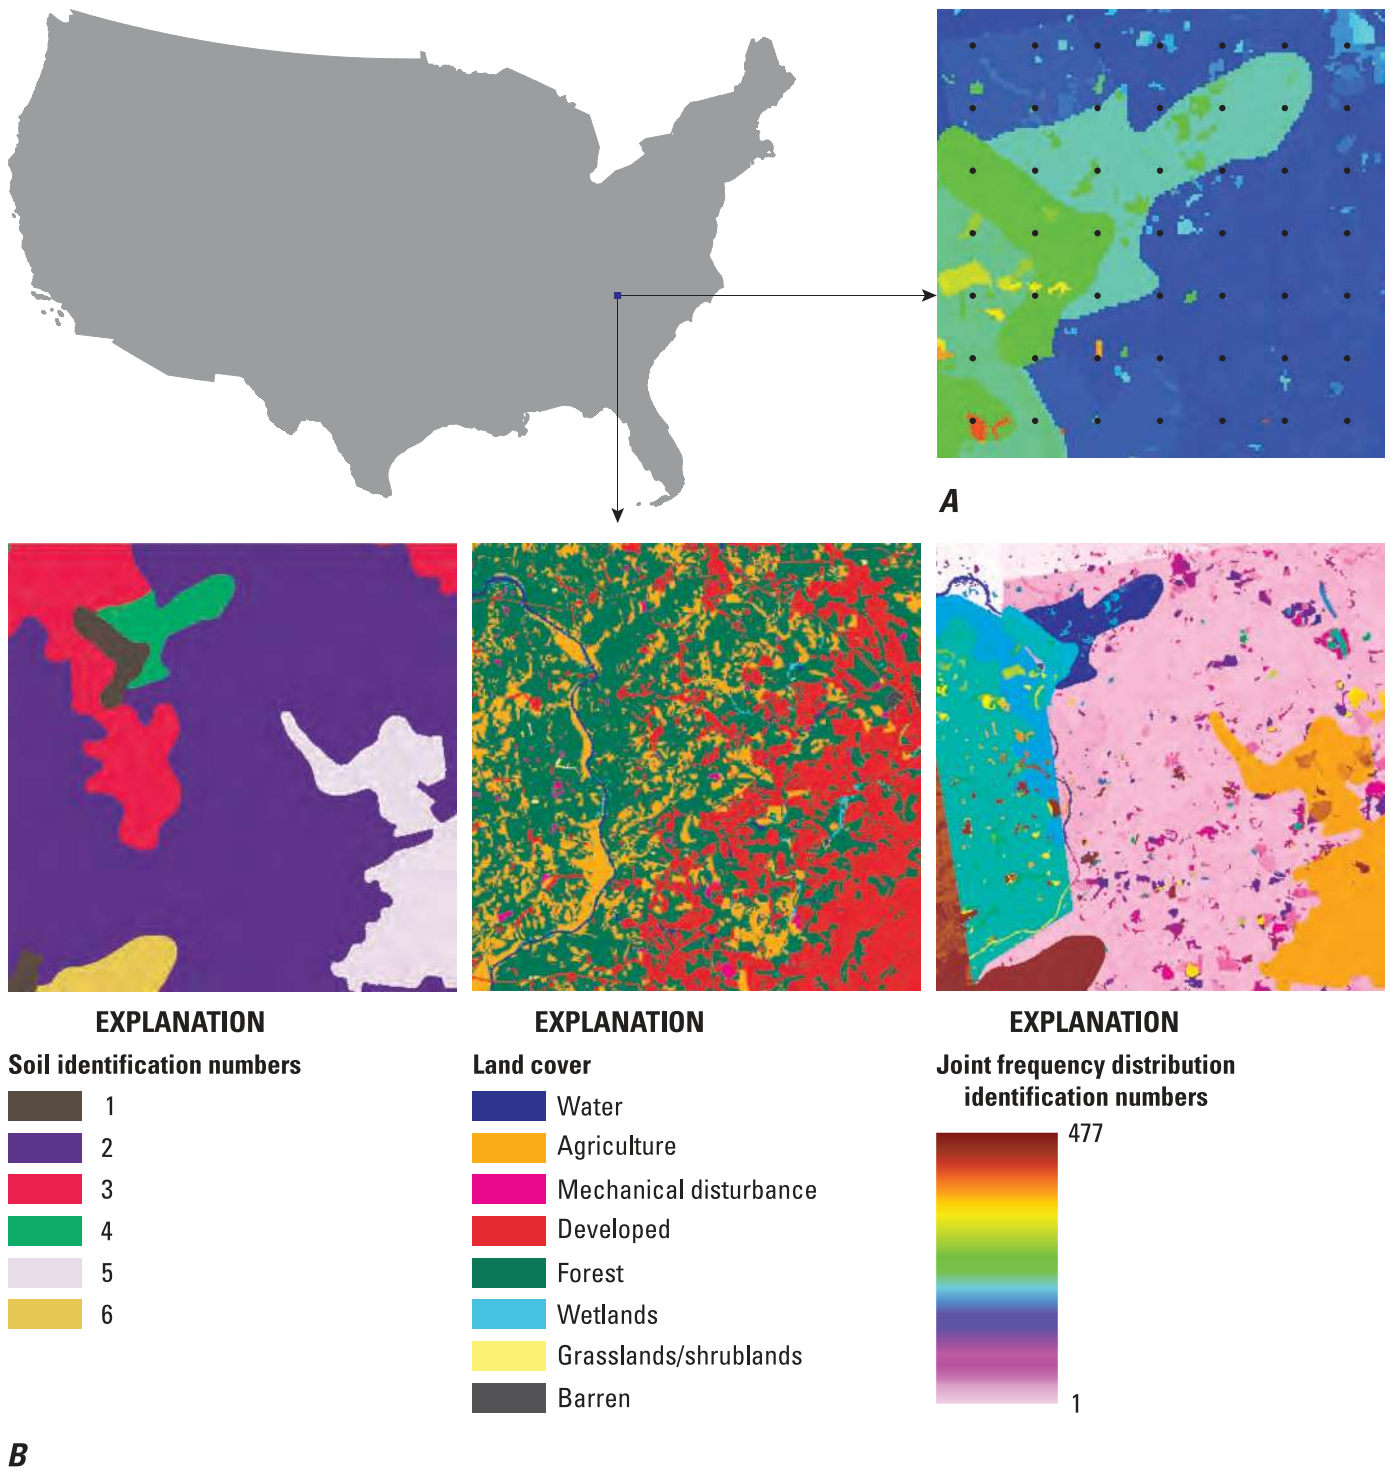 A
EXPLANATION
Soil identification numbers
1
2
3
4
5
6
EXPLANATION
Land cover
Water
Agriculture
Mechanical disturbance
Developed
Forest
Wetlands
Grasslands/shrublands
Barren
EXPLANATION
Joint frequency distribution
identification numbers
477
1
B